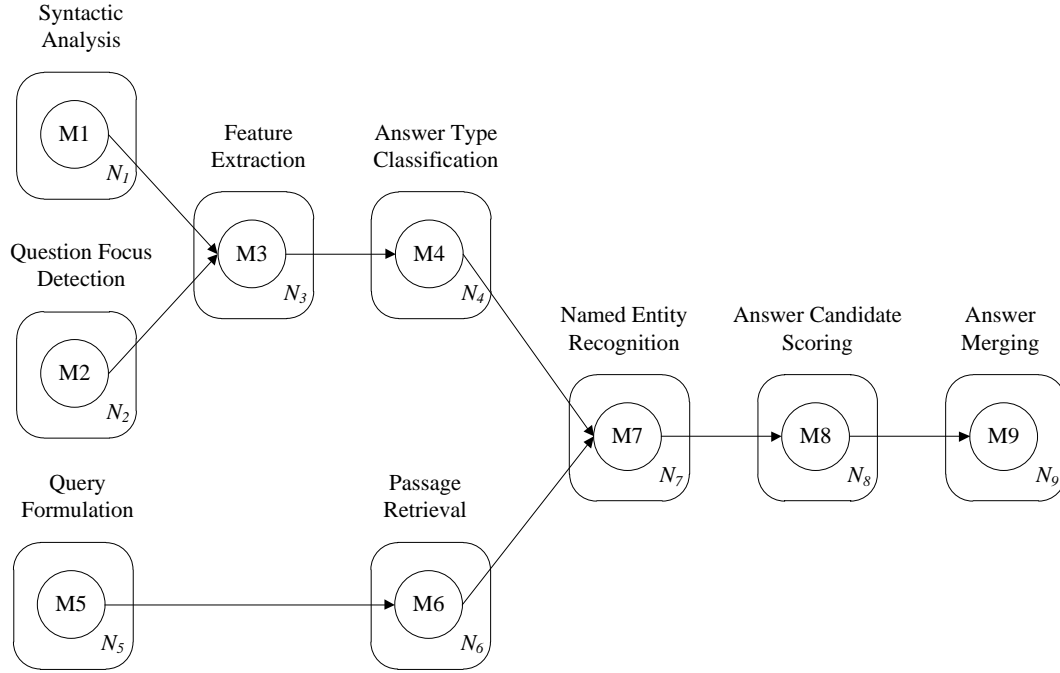 Syntactic
Analysis
M1
N1
Feature
Extraction
M3
N3
Answer Type
Classification
M4
N4
Question Focus
Detection
M2
N2
Named Entity
Recognition
M7
N7
Answer Candidate
Scoring
M8
N8
Answer
Merging
M9
N9
Query
Formulation
M5
N5
Passage
Retrieval
M6
N6